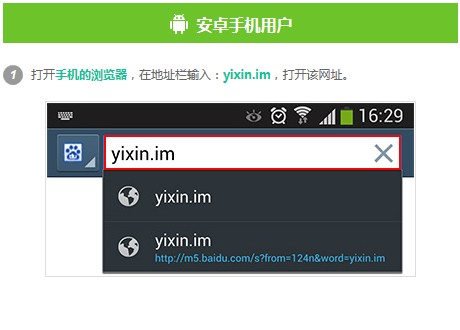 安卓手机用户
1 打开手机的浏览器，在地址栏输入：yixin.im，打开该网址。
16:29
yixin.im
yixin.im
yixin.im
http://m5.baidu.com/s?from=124n&word=yixin.im